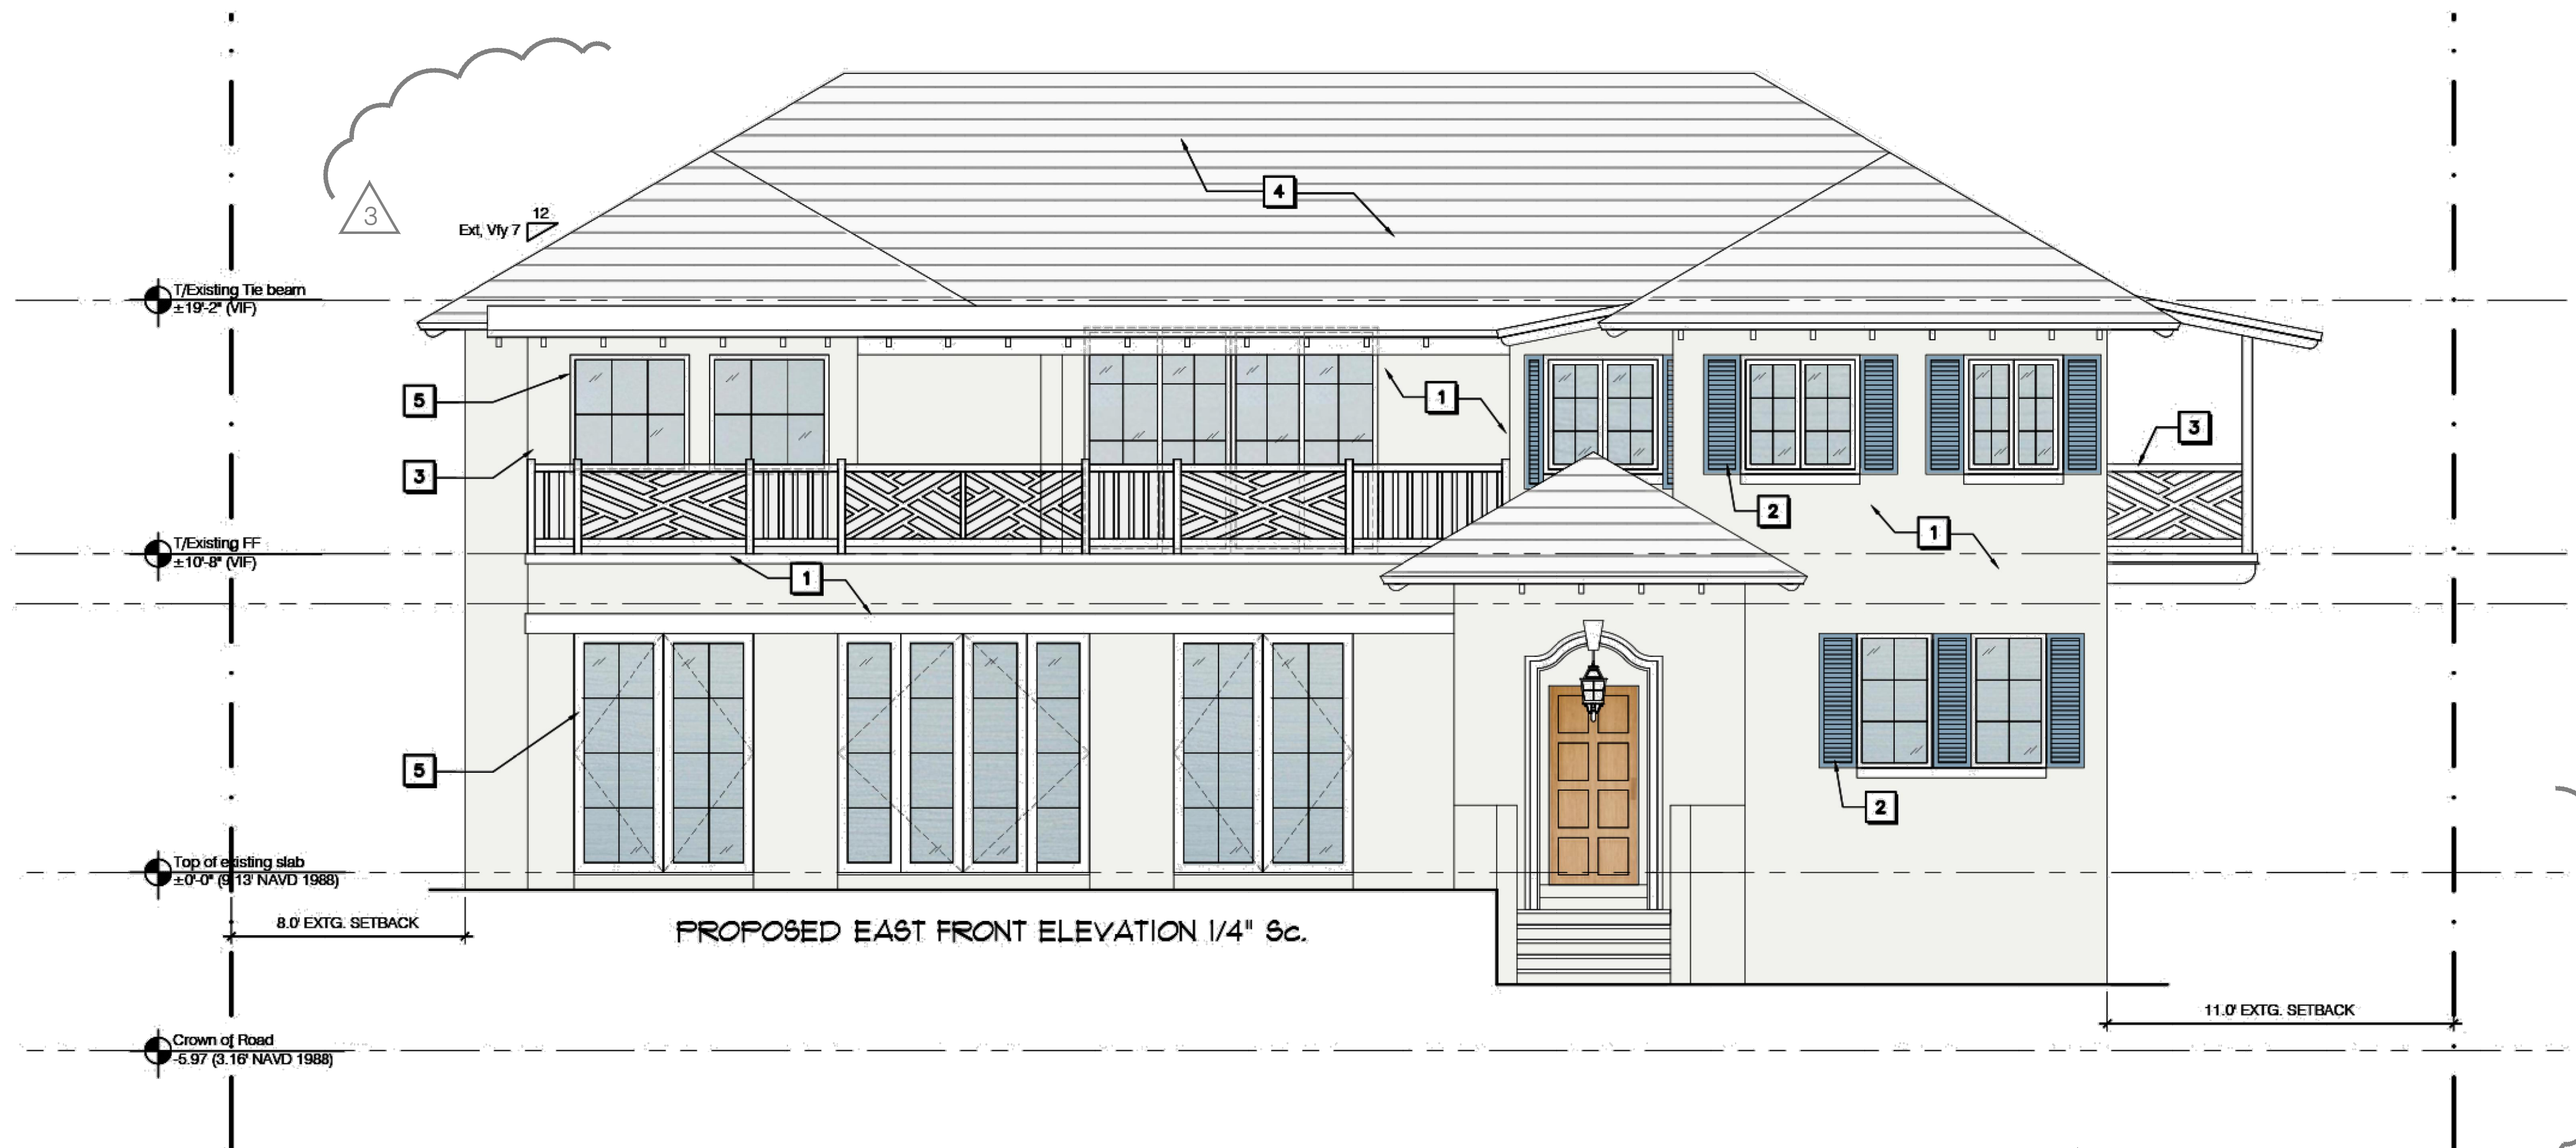 3
12
Ext, Vfy 7
4
T/Existing Tie beam
±19'-2" (VIF)
5
1
3
3
2
1
T/Existing FF
±10'-8" (VIF)
1
5
2
Top of existing slab
±0'-0" (9.13' NAVD 1988)
8.0' EXTG. SETBACK
PROPOSED EAST FRONT ELEVATION 1/4" Sc.
11.0' EXTG. SETBACK
Crown of Road
-5.97 (3.16' NAVD 1988)